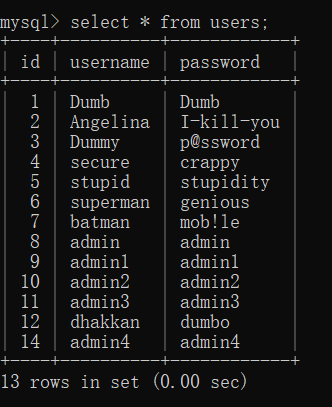 mysql> select * from users;
+----+----------+------------+
| id | username | password   |
+----+----------+------------+
|  1 | Dumb     | Dumb       |
|  2 | Angelina | I-kill-you |
|  3 | Dummy    | p@ssword   |
|  4 | secure   | crappy     |
|  5 | stupid   | stupidity  |
|  6 | superman | genious    |
|  7 | batman   | mob!le     |
|  8 | admin    | admin      |
|  9 | admin1   | admin1     |
| 10 | admin2   | admin2     |
| 11 | admin3   | admin3     |
| 12 | dhakkan  | dumbo      |
| 14 | admin4   | admin4     |
+----+----------+------------+
13 rows in set (0.00 sec)